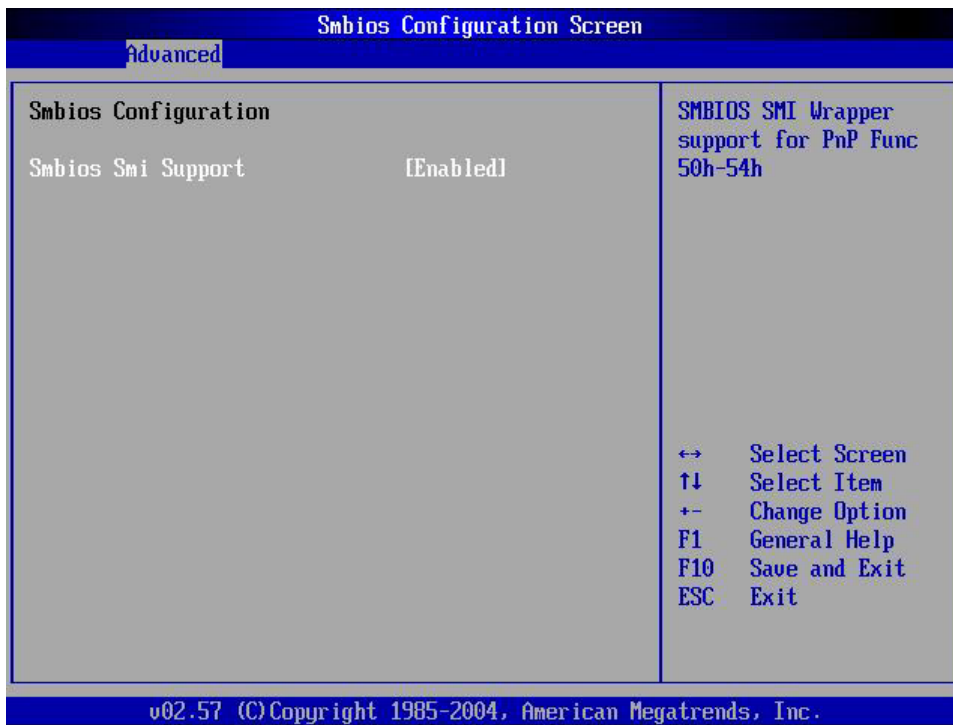 Smbios Configuration Screen
Advanced
Smbios Configuration
Smbios Smi Support [Enabled]
SMBIOS SMI Wrapper
support for PnP Func
50h-54h
←→ Select Screen
↑↓ Select Item
+- Change Option
F1 General Help
F10 Save and Exit
ESC Exit
v02.57 (C)Copyright 1985-2004, American Megatrends, Inc.